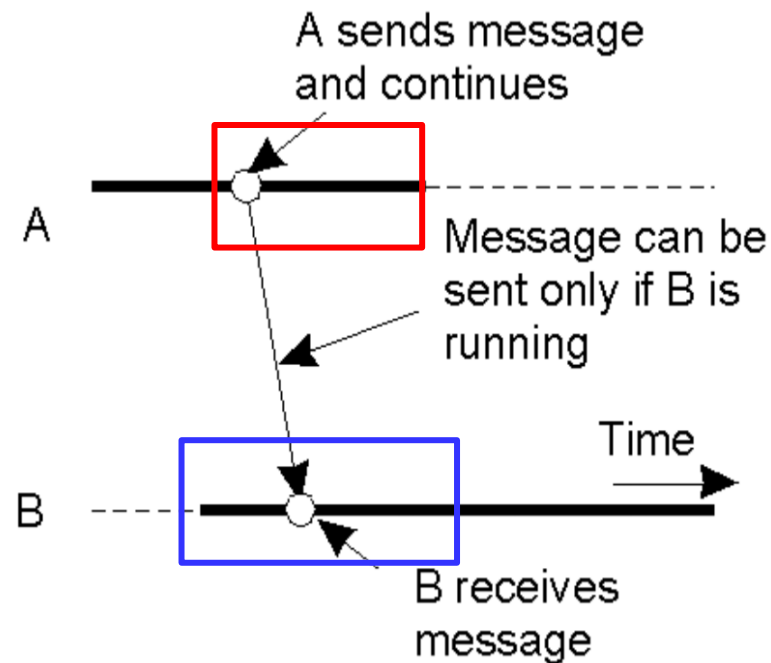 A sends message
and continues
A
Message can be
sent only if B is
running
Time
B
B receives
message